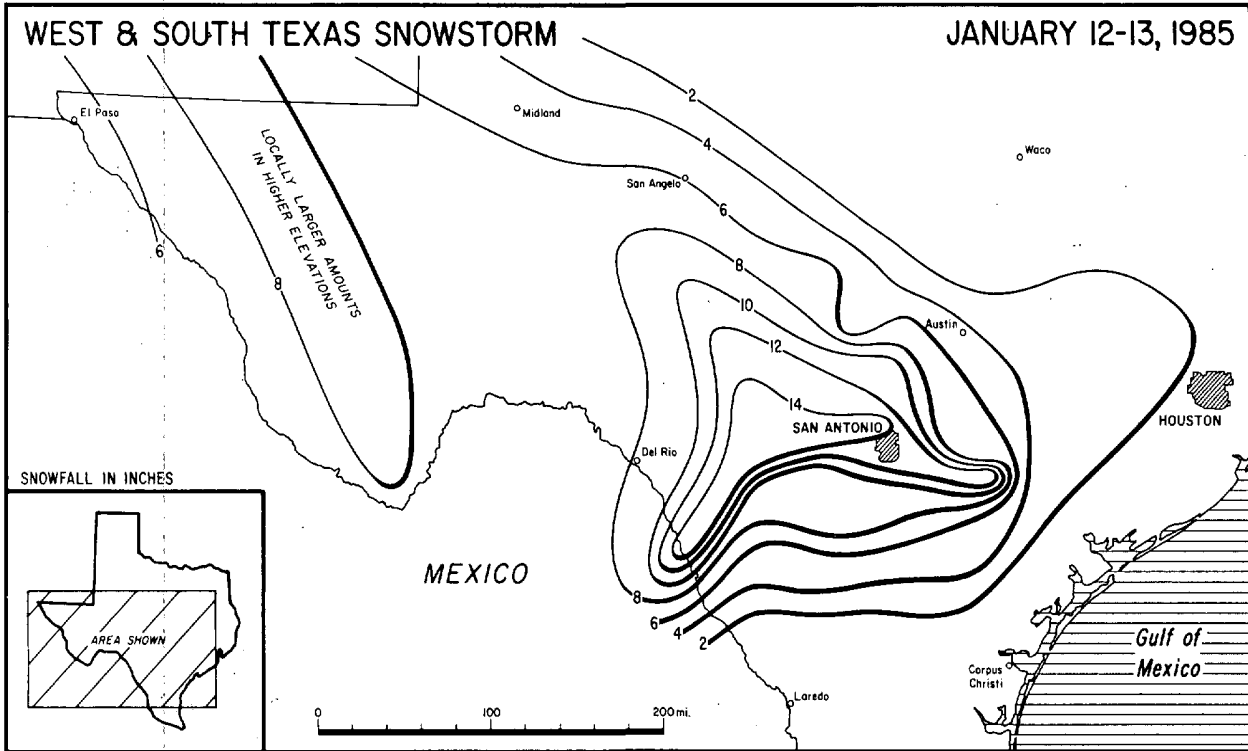 WEST & SOUTH TEXAS SNOWSTORM
JANUARY 12-13, 1985
2
Midland
El Paso
4
Waco
LOCALLY LARGER AMOUNTS
IN HIGHER ELEVATIONS
San Angelo
6
6
8
8
10
Austin
12
14
HOUSTON
SAN ANTONIO
Del Rio
SNOWFALL IN INCHES
MEXICO
8
6
4
2
AREA SHOWN
Gulf of
Mexico
Corpus
Christi
Laredo
0
100
200 mi.